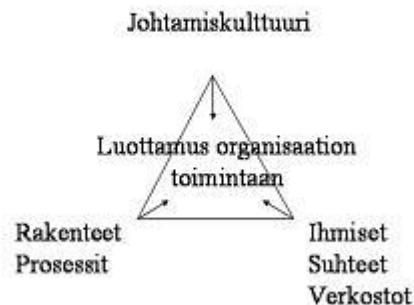 Johtamiskulttuuri
Luottamus organisaation
toimintaan
Rakenteet
Prosessit
Ihmiset
Suhteet
Verkostot